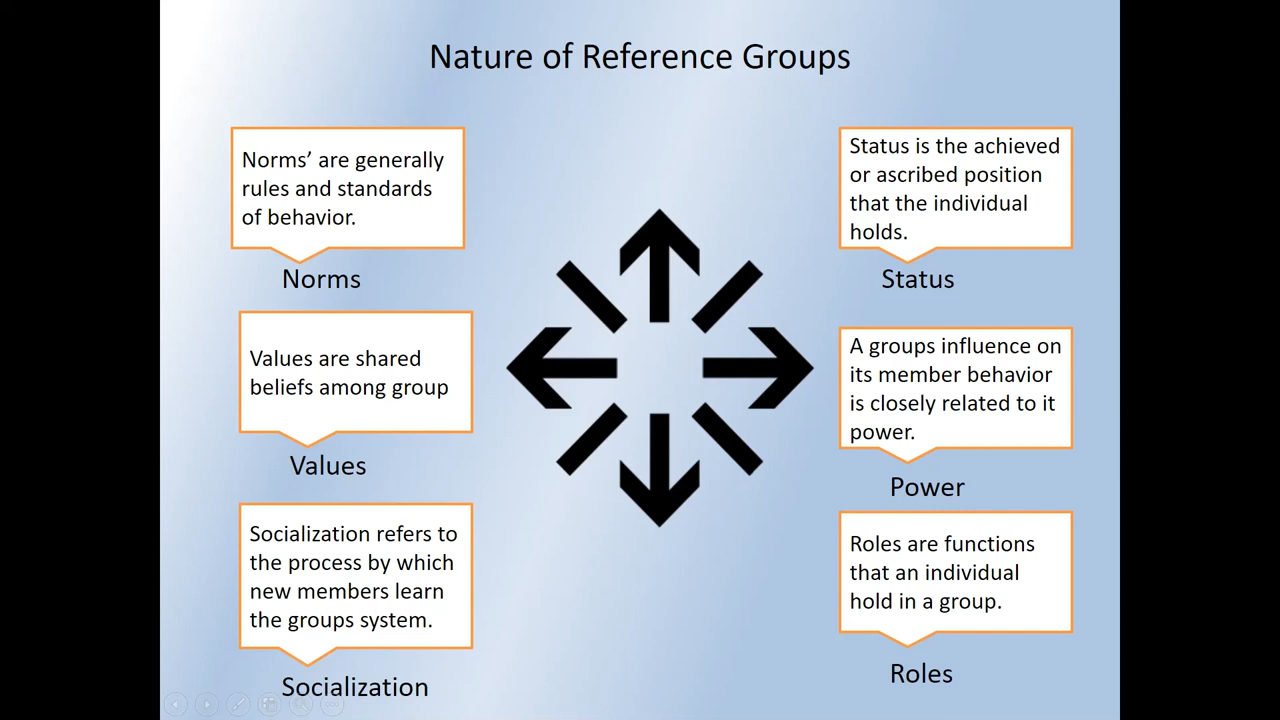 Nature of Reference Groups
Norms’ are generally
rules and standards
of behavior.
Norms
Values are shared
beliefs among group
Values
Socialization refers to
the process by which
new members learn
the groups system.
Socialization
Status is the achieved
or ascribed position
that the individual
holds.
Status
A groups influence on
its member behavior
is closely related to it
power.
Power
Roles are functions
that an individual
hold in a group.
Roles